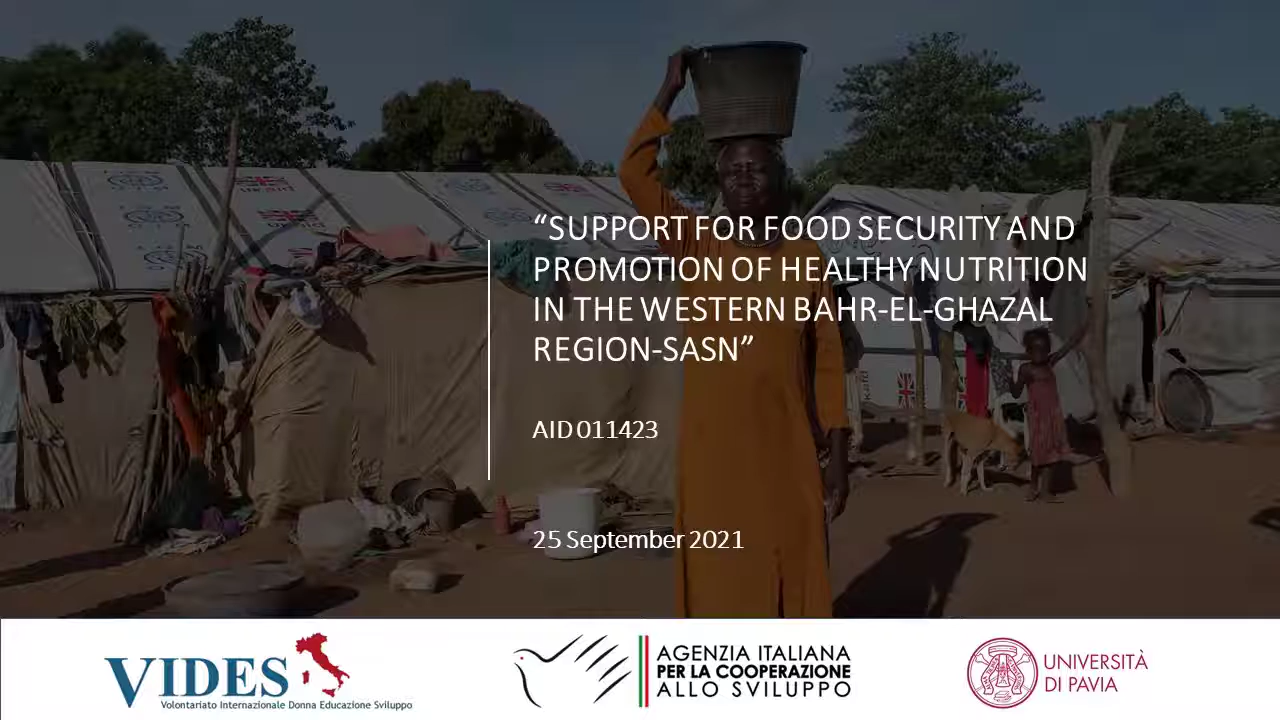 “SUPPORT FOR FOOD SECURITY AND
PROMOTION OF HEALTHY NUTRITION
IN THE WESTERN BAHR-EL-GHAZAL
REGION-SASN”
AID 011423
25 September 2021
VIDES
Volontariato Internazionale Donna Educazione Sviluppo
AGENZIA ITALIANA
PER LA COOPERAZIONE
ALLO SVILUPPO
UNIVERSITÀ
DI PAVIA